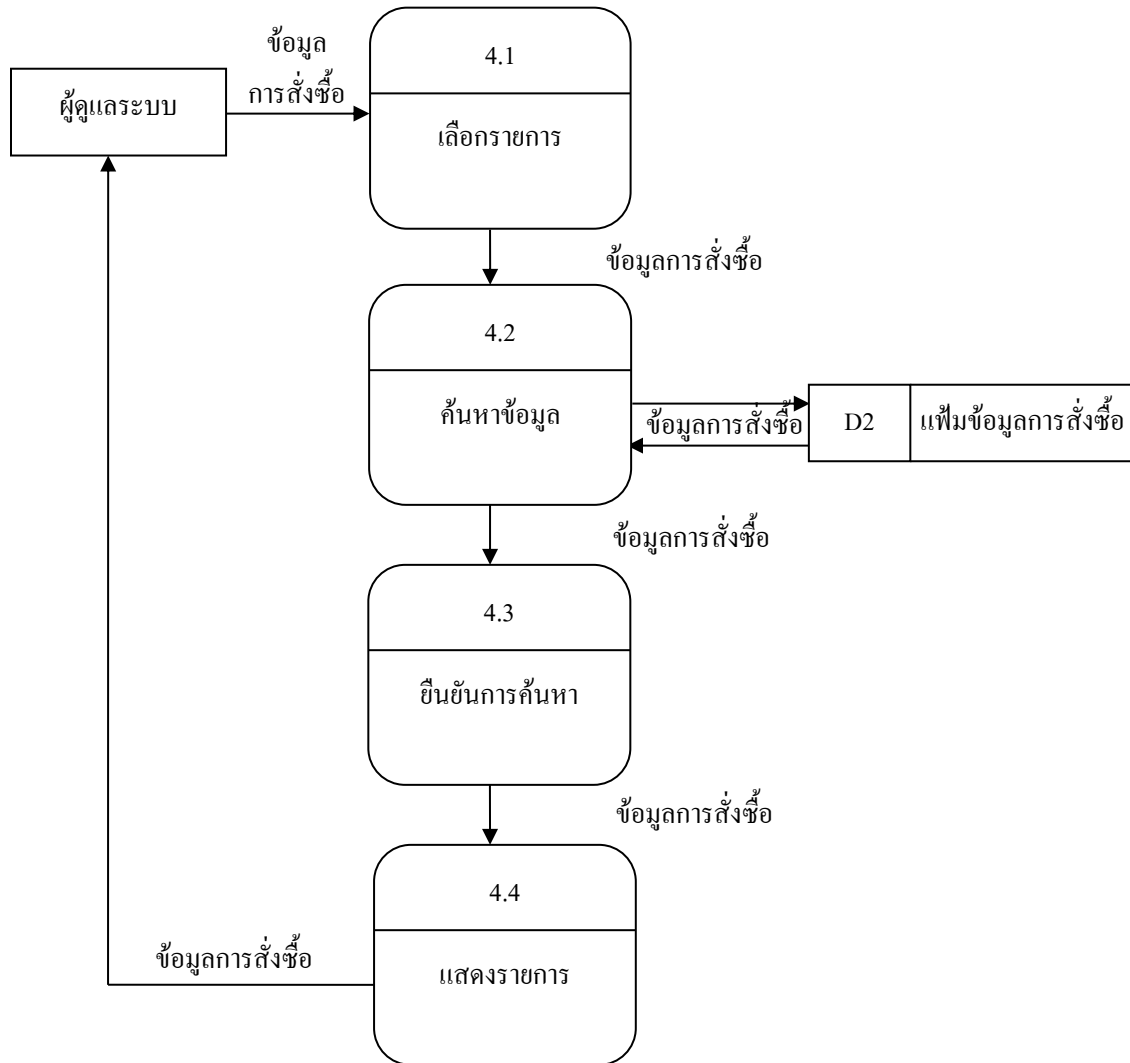 ข้อมูล
การสั่งซื้อ
ผู้ดูแลระบบ
4.1
เลือกรายการ
ข้อมูลการสั่งซื้อ
4.2
ค้นหาข้อมูล
ข้อมูลการสั่งซื้อ
D2
แฟ้มข้อมูลการสั่งซื้อ
ข้อมูลการสั่งซื้อ
4.3
ยืนยันการค้นหา
ข้อมูลการสั่งซื้อ
4.4
แสดงรายการ
ข้อมูลการสั่งซื้อ